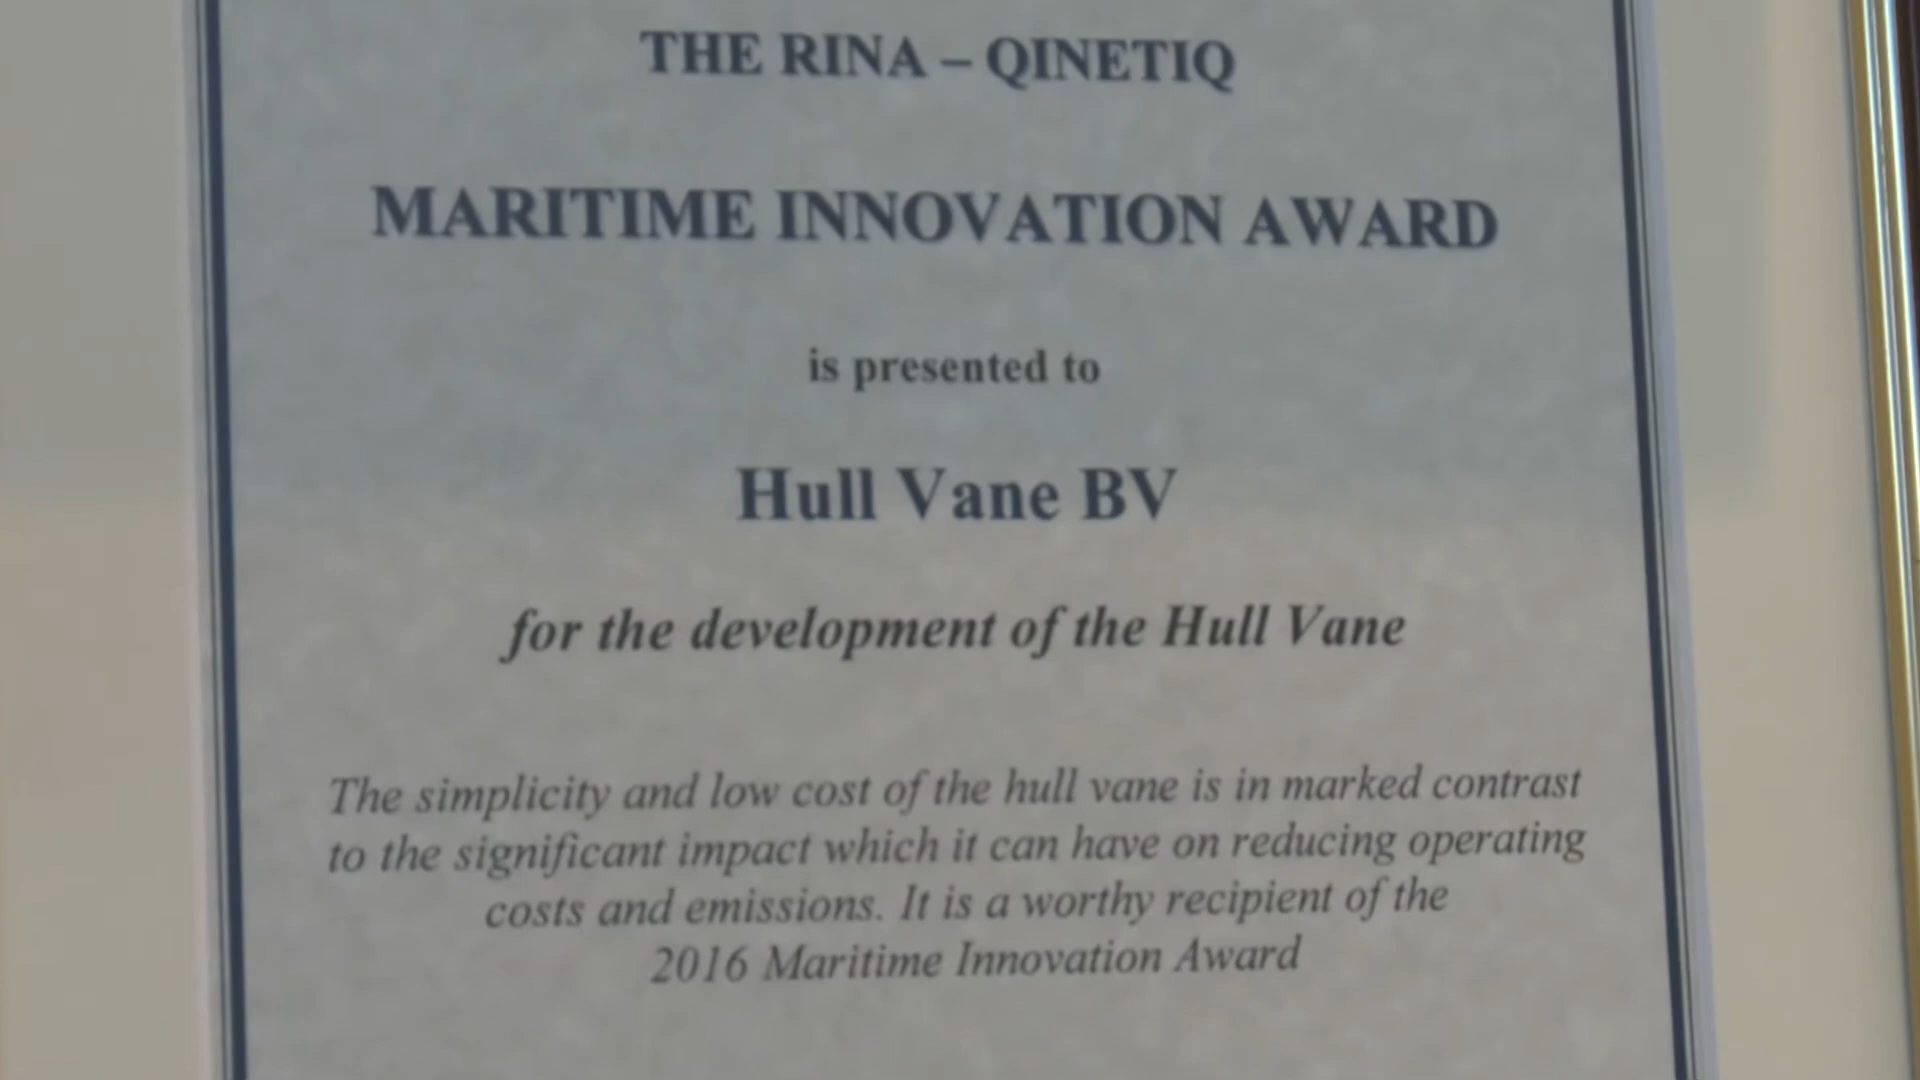 THE RINA – QINETIQ
MARITIME INNOVATION AWARD
is presented to
Hull Vane BV
for the development of the Hull Vane
The simplicity and low cost of the hull vane is in marked contrast
to the significant impact which it can have on reducing operating
costs and emissions. It is a worthy recipient of the
2016 Maritime Innovation Award